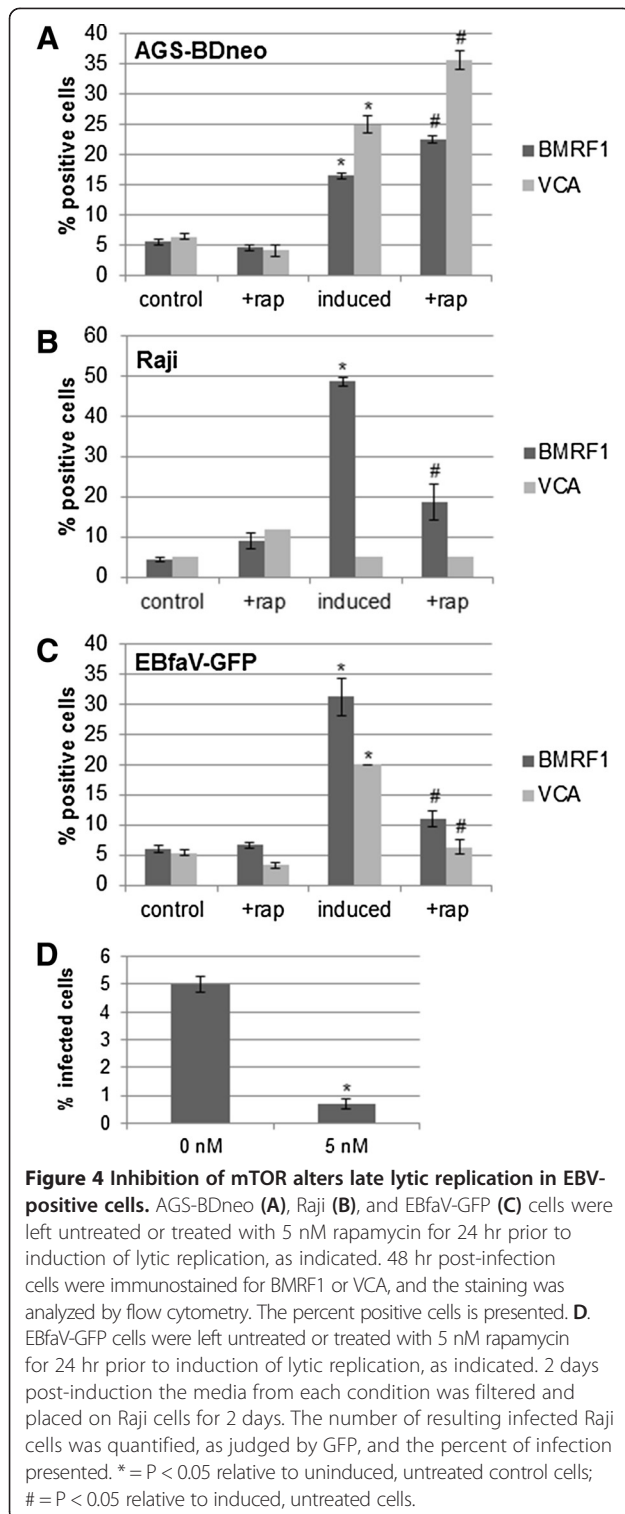 A
AGS-BDneo
% positive cells
40
35
30
25
20
15
10
5
0
* * # #
control +rap induced +rap
BMRF1
VCA
B
Raji
% positive cells
60
50
40
30
20
10
0
* #
control +rap induced +rap
BMRF1
VCA
C
EBfaV-GFP
% positive cells
40
35
30
25
20
15
10
5
0
* * # #
control +rap induced +rap
BMRF1
VCA
D
% infected cells
6
5
4
3
2
1
0
*
0 nM 5 nM
Figure 4 Inhibition of mTOR alters late lytic replication in EBV-
positive cells. AGS-BDneo (A), Raji (B), and EBfaV-GFP (C) cells were
left untreated or treated with 5 nM rapamycin for 24 hr prior to
induction of lytic replication, as indicated. 48 hr post-infection
cells were immunostained for BMRF1 or VCA, and the staining was
analyzed by flow cytometry. The percent positive cells is presented. D.
EBfaV-GFP cells were left untreated or treated with 5 nM rapamycin
for 24 hr prior to induction of lytic replication, as indicated. 2 days
post-induction the media from each condition was filtered and
placed on Raji cells for 2 days. The number of resulting infected Raji
cells was quantified, as judged by GFP, and the percent of infection
presented. * = P < 0.05 relative to uninduced, untreated control cells;
# = P < 0.05 relative to induced, untreated cells.